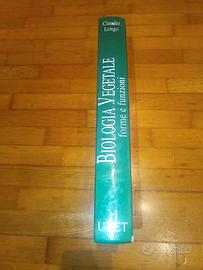 Claudio
Longo
BIOLOGIA VEGETALE
forme e funzioni
UTET